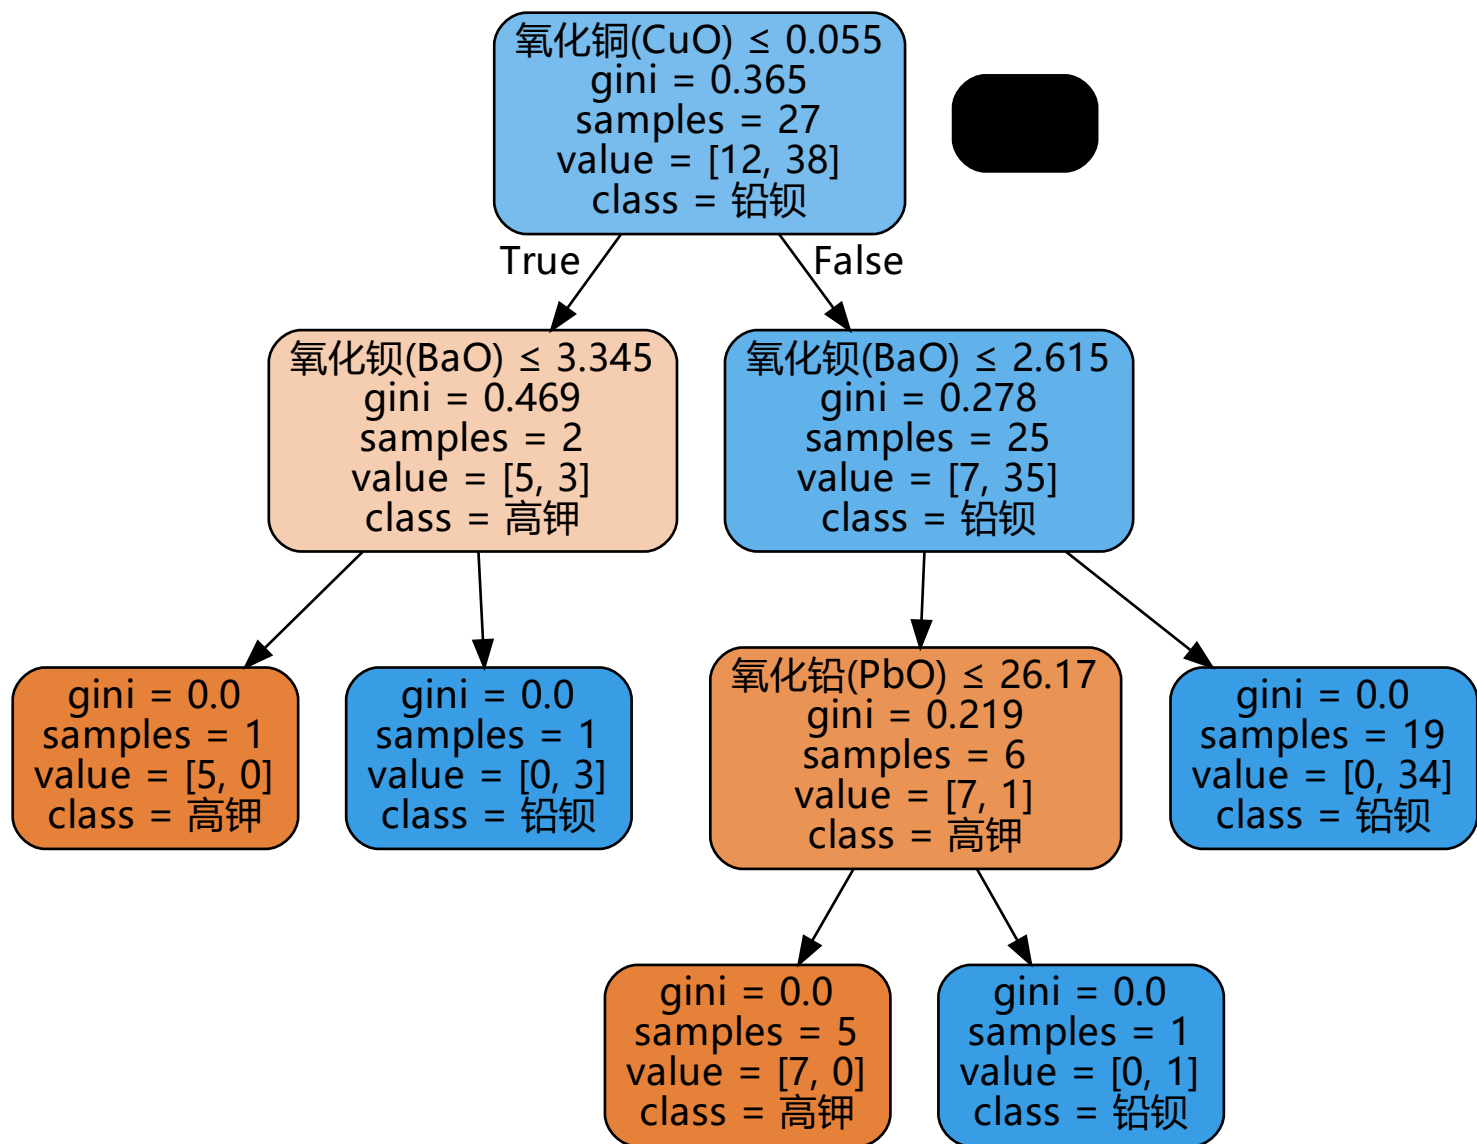 氧化铜(CuO) ≤ 0.055
gini = 0.365
samples = 27
value = [12, 38]
class = 铅钡
True
False
氧化钡(BaO) ≤ 3.345
gini = 0.469
samples = 2
value = [5, 3]
class = 高钾
氧化钡(BaO) ≤ 2.615
gini = 0.278
samples = 25
value = [7, 35]
class = 铅钡
gini = 0.0
samples = 1
value = [5, 0]
class = 高钾
gini = 0.0
samples = 1
value = [0, 3]
class = 铅钡
氧化铅(PbO) ≤ 26.17
gini = 0.219
samples = 6
value = [7, 1]
class = 高钾
gini = 0.0
samples = 19
value = [0, 34]
class = 铅钡
gini = 0.0
samples = 5
value = [7, 0]
class = 高钾
gini = 0.0
samples = 1
value = [0, 1]
class = 铅钡